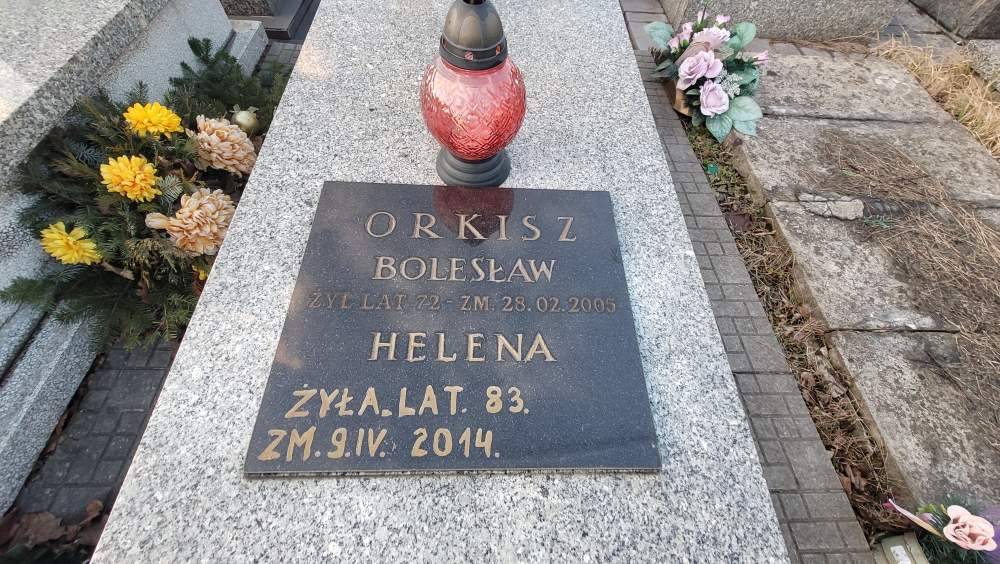 ORKISZ
BOLESŁAW
ŻYŁ LAT 72 - ZM. 28.02.2005
HELENA
ŻYŁA. LAT. 83.
ZM. 9.IV. 2014.